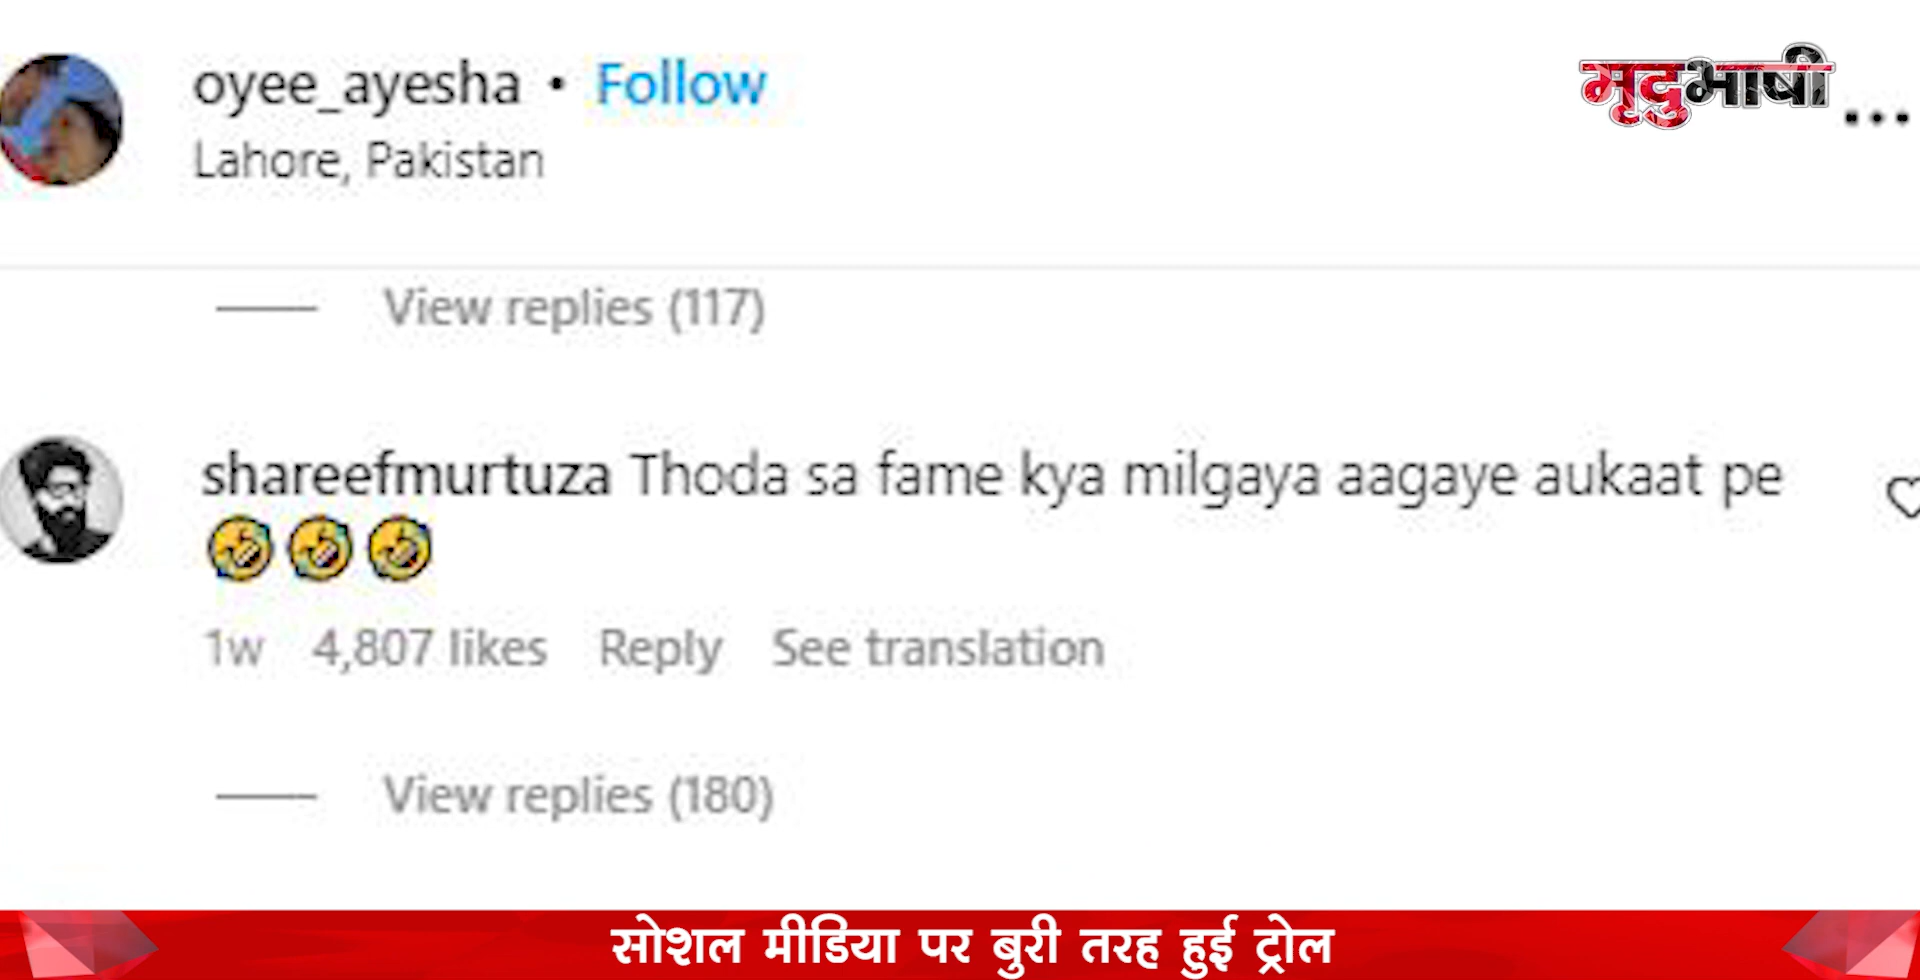 oyee_ayesha • Follow
मृदुभाषी
Lahore, Pakistan
View replies (117)
shareefmurtuza Thoda sa fame kya milgaya aagaye aukaat pe
🤣🤣🤣
1w 4,807 likes Reply See translation
View replies (180)
सोशल मीडिया पर बुरी तरह हुई ट्रोल